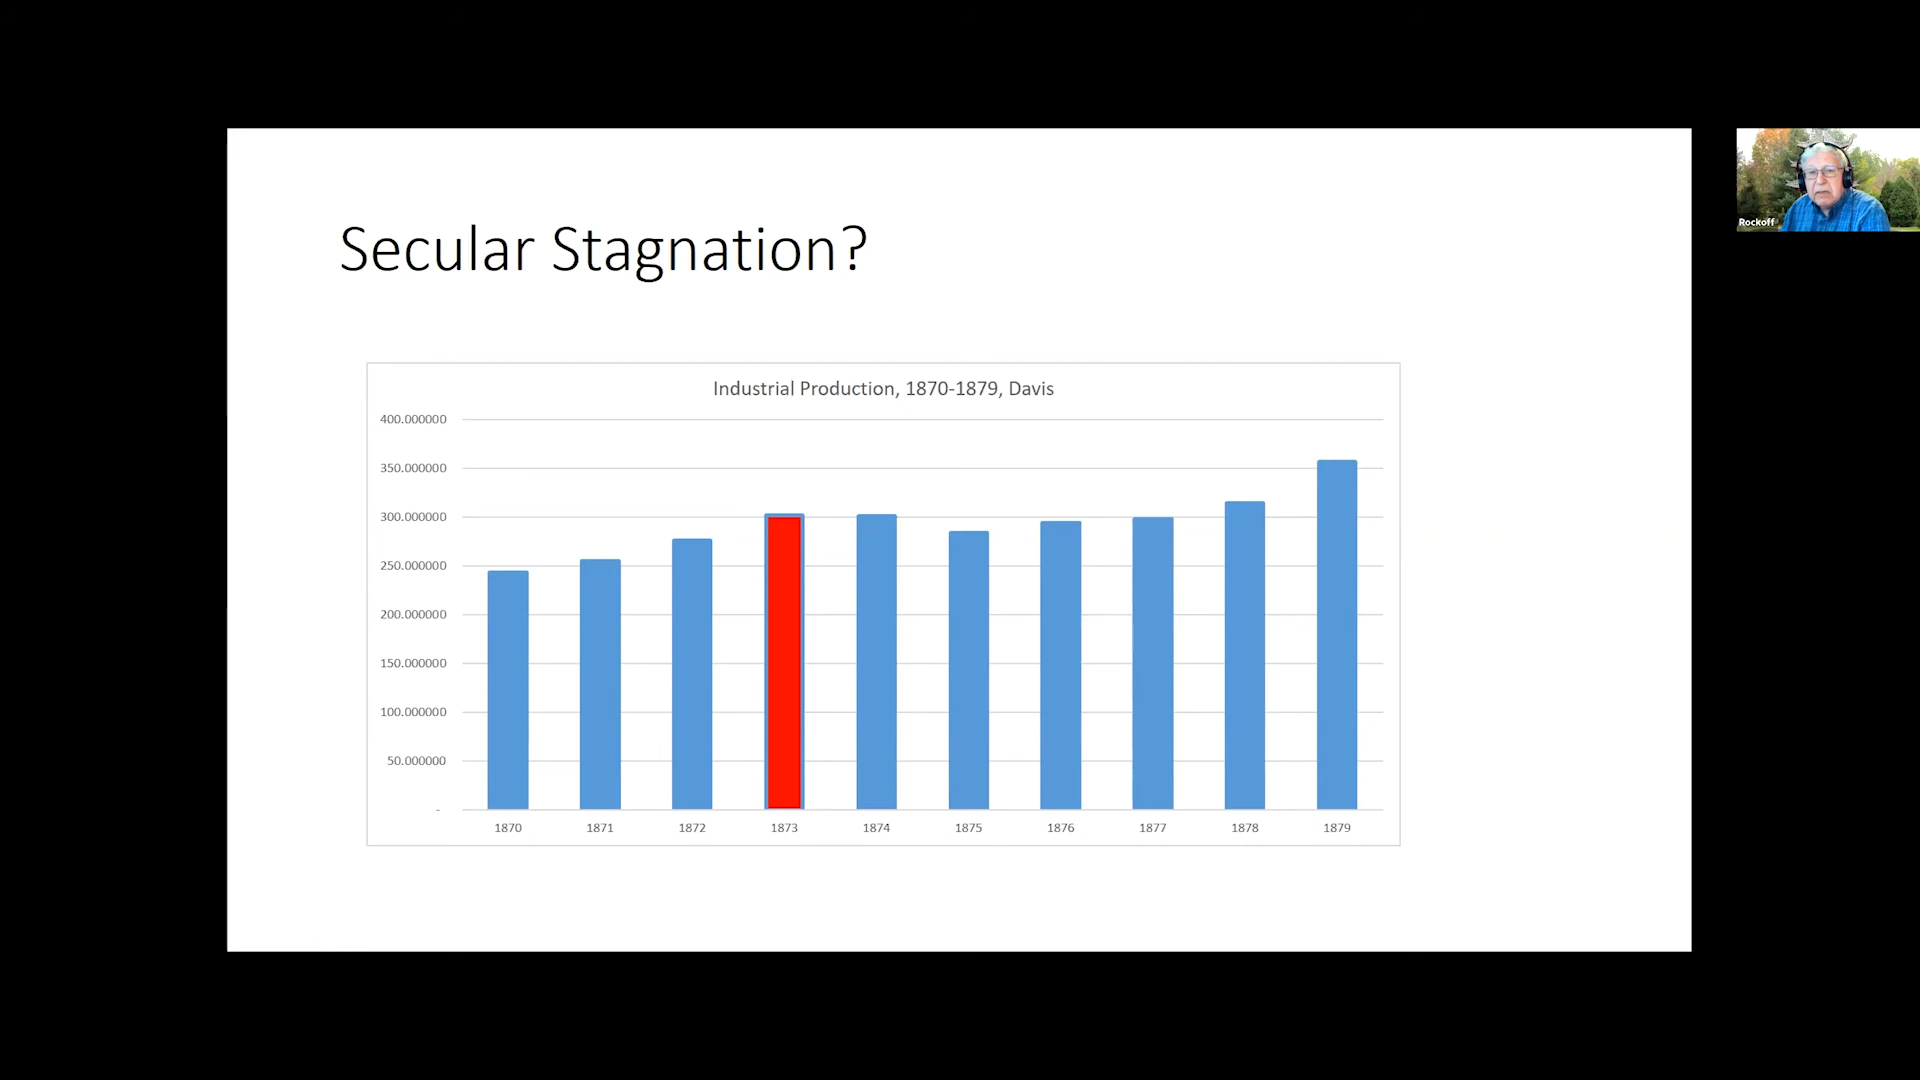 Secular Stagnation?
Rockoff
Industrial Production, 1870-1879, Davis
400.000000
350.000000
300.000000
250.000000
200.000000
150.000000
100.000000
50.000000
-
1870 1871 1872 1873 1874 1875 1876 1877 1878 1879